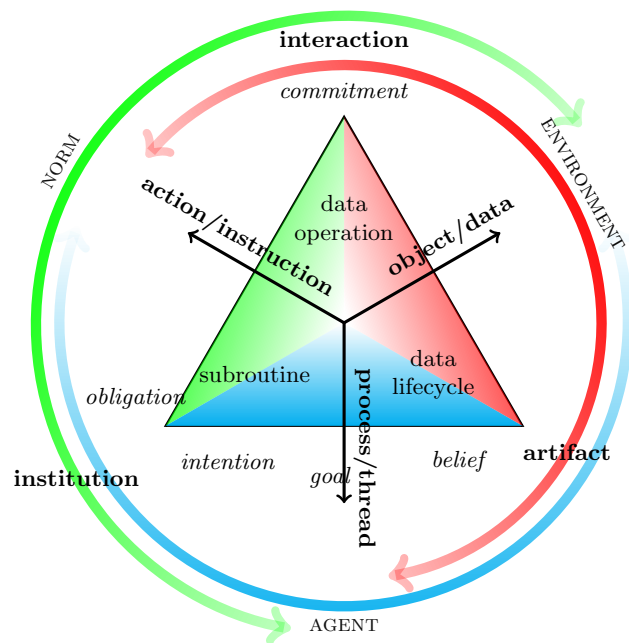 interaction
commitment
NORM
ENVIRONMENT
action/instruction
data
operation
object/data
subroutine
data
lifecycle
process/thread
obligation
intention
goal
belief
institution
artifact
AGENT